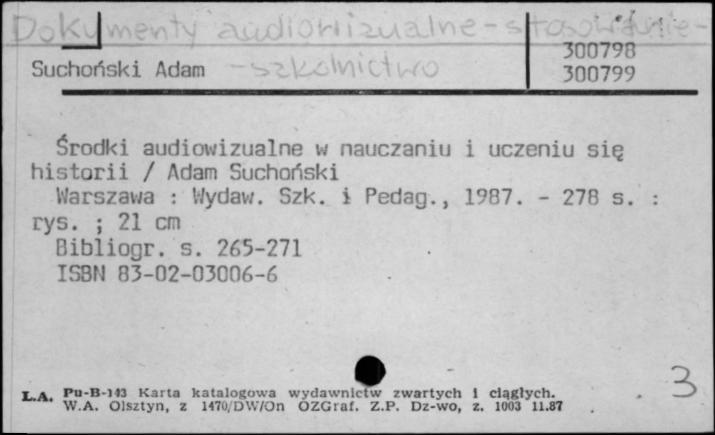 Dokumenty audiowizualne - stosowanie -
300798
Suchoński Adam - szkolnictwo
300799
Środki audiowizualne w nauczaniu i uczeniu się
historii / Adam Suchoński
Warszawa : Wydaw. Szk. i Pedag., 1987. - 278 s. :
rys. ; 21 cm
Bibliogr. s. 265-271
ISBN 83-02-03006-6
3
L.A. Pu-B-143 Karta katalogowa wydawnictw zwartych i ciągłych.
W.A. Olsztyn, z 1470/DW/On OZGraf. Z.P. Dz-wo, z. 1003 11.87